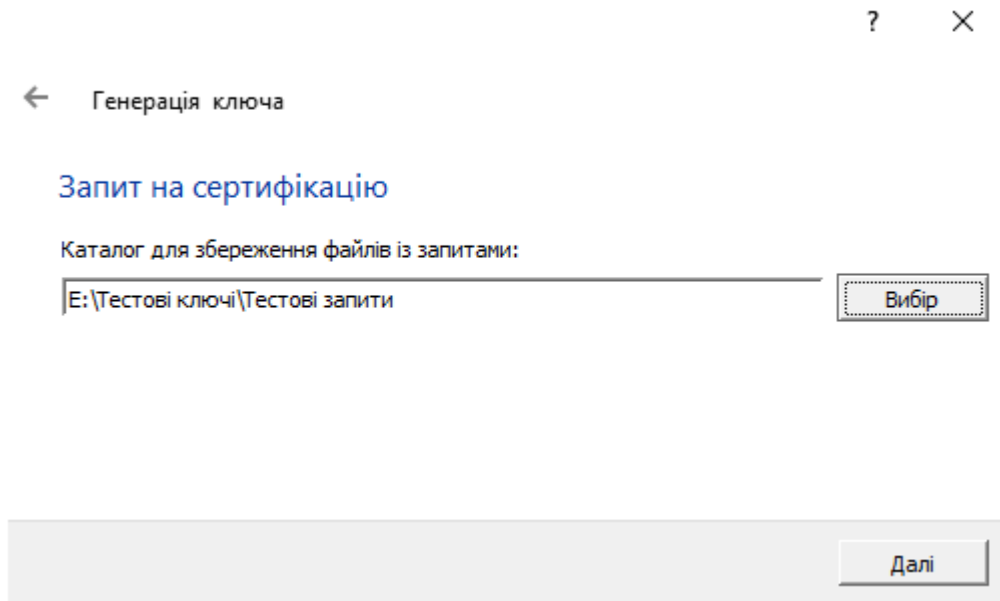 ?
Генерація ключа
Запит на сертифікацію
Каталог для збереження файлів із запитами:
E:\Тестові ключі\Тестові запити
Вибір
Далі